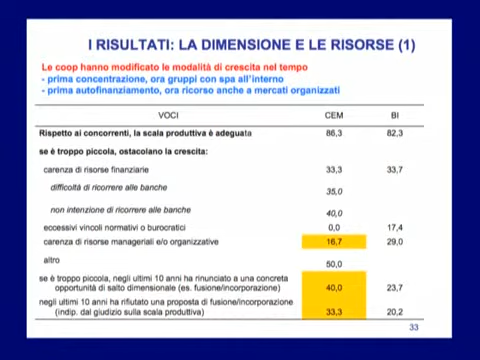 I RISULTATI: LA DIMENSIONE E LE RISORSE (1)
Le coop hanno modificato le modalità di crescita nel tempo
- prima concentrazione, ora gruppi con spa all'interno
- prima autofinanziamento, ora ricorso anche a mercati organizzati
VOCI CEM BI
Rispetto ai concorrenti, la scala produttiva è adeguata 86,3 82,3
se è troppo piccola, ostacolano la crescita:
carenza di risorse finanziarie 33,3 33,7
difficoltà di ricorrere alle banche 35,0
non intenzione di ricorrere alle banche 40,0
eccessivi vincoli normativi o burocratici 0,0 17,4
carenza di risorse manageriali e/o organizzative 16,7 29,0
altro 50,0
se è troppo piccola, negli ultimi 10 anni ha rinunciato a una concreta
opportunità di salto dimensionale (es. fusione/incorporazione) 40,0 23,7
negli ultimi 10 anni ha rifiutato una proposta di fusione/incorporazione
(indip. dal giudizio sulla scala produttiva) 33,3 20,2
33